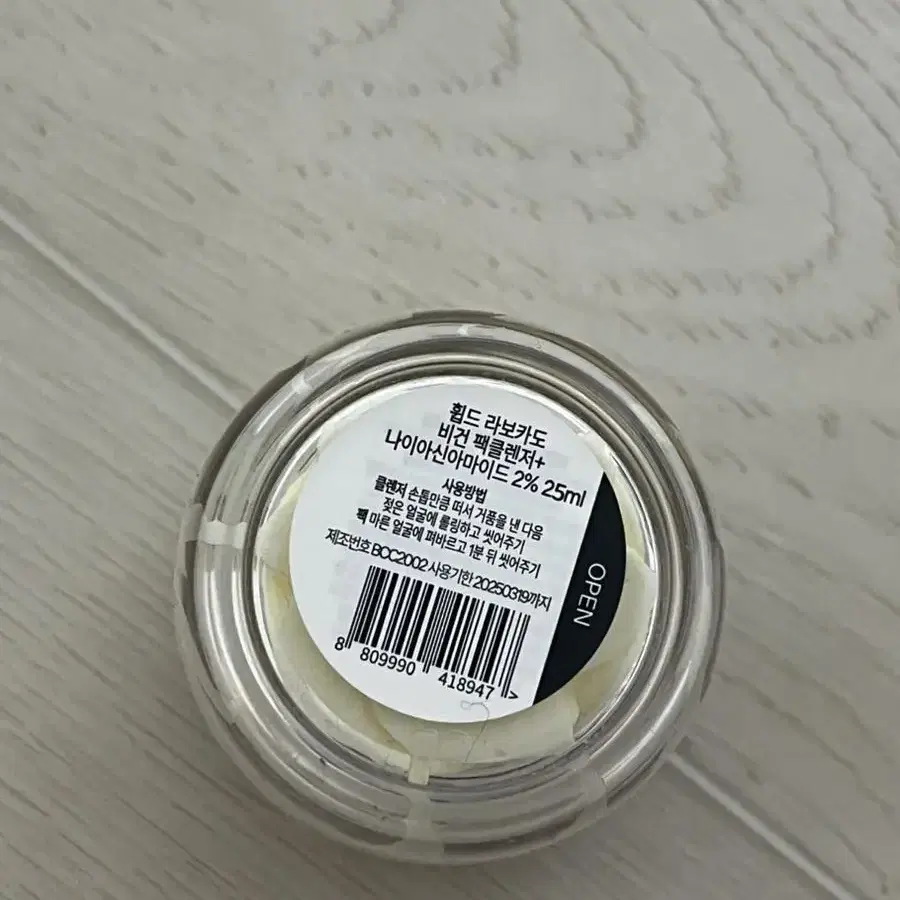 휩드 라보카도
비건 팩클렌저+
나이아신아마이드 2% 25ml
사용방법
클렌저 손톱만큼 떠서 거품을 낸 다음
젖은 얼굴에 롤링하고 씻어주기
팩 마른 얼굴에 펴바르고 1분 뒤 씻어주기
제조번호 BCC2002 사용기한 20250319까지
OPEN
8 809990 418947 >